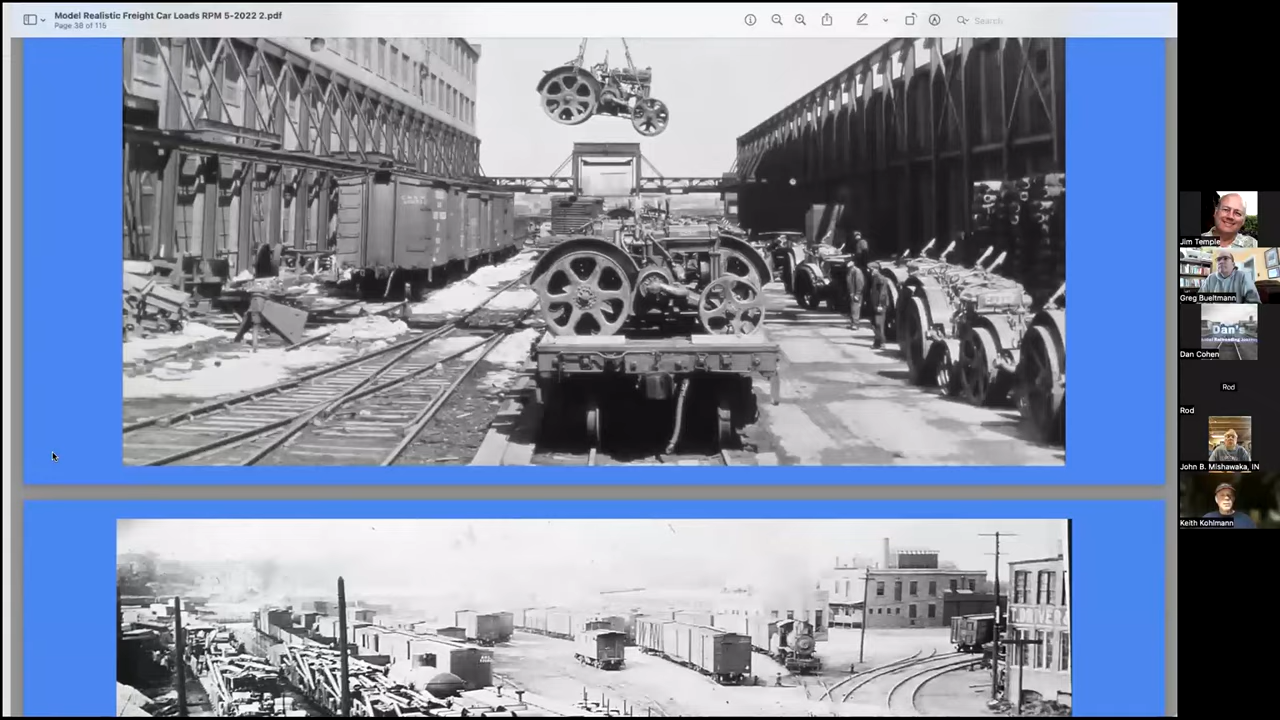 Model Realistic Freight Car Loads RPM 5-2022 2.pdf
Page 38 of 115
Search
Jim Temple
Greg Bueltmann
Dan's
Dan Cohen
Rod
Rod
John B. Mishawaka, IN
Keith Kohlmann